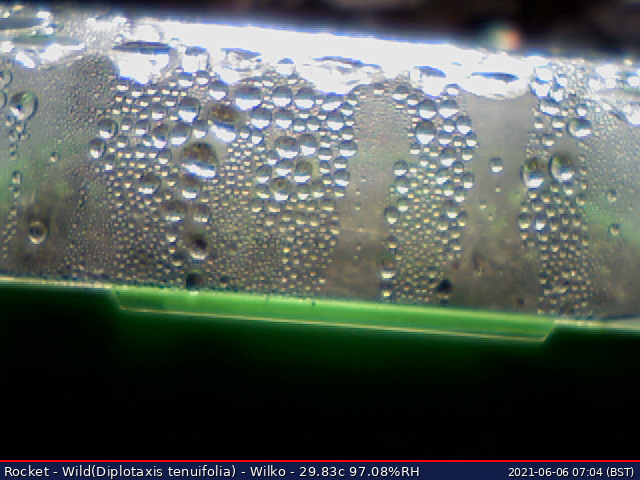 Rocket - Wild(Diplotaxis tenuifolia) - Wilko - 29.83c 97.08%RH
2021-06-06 07:04 (BST)